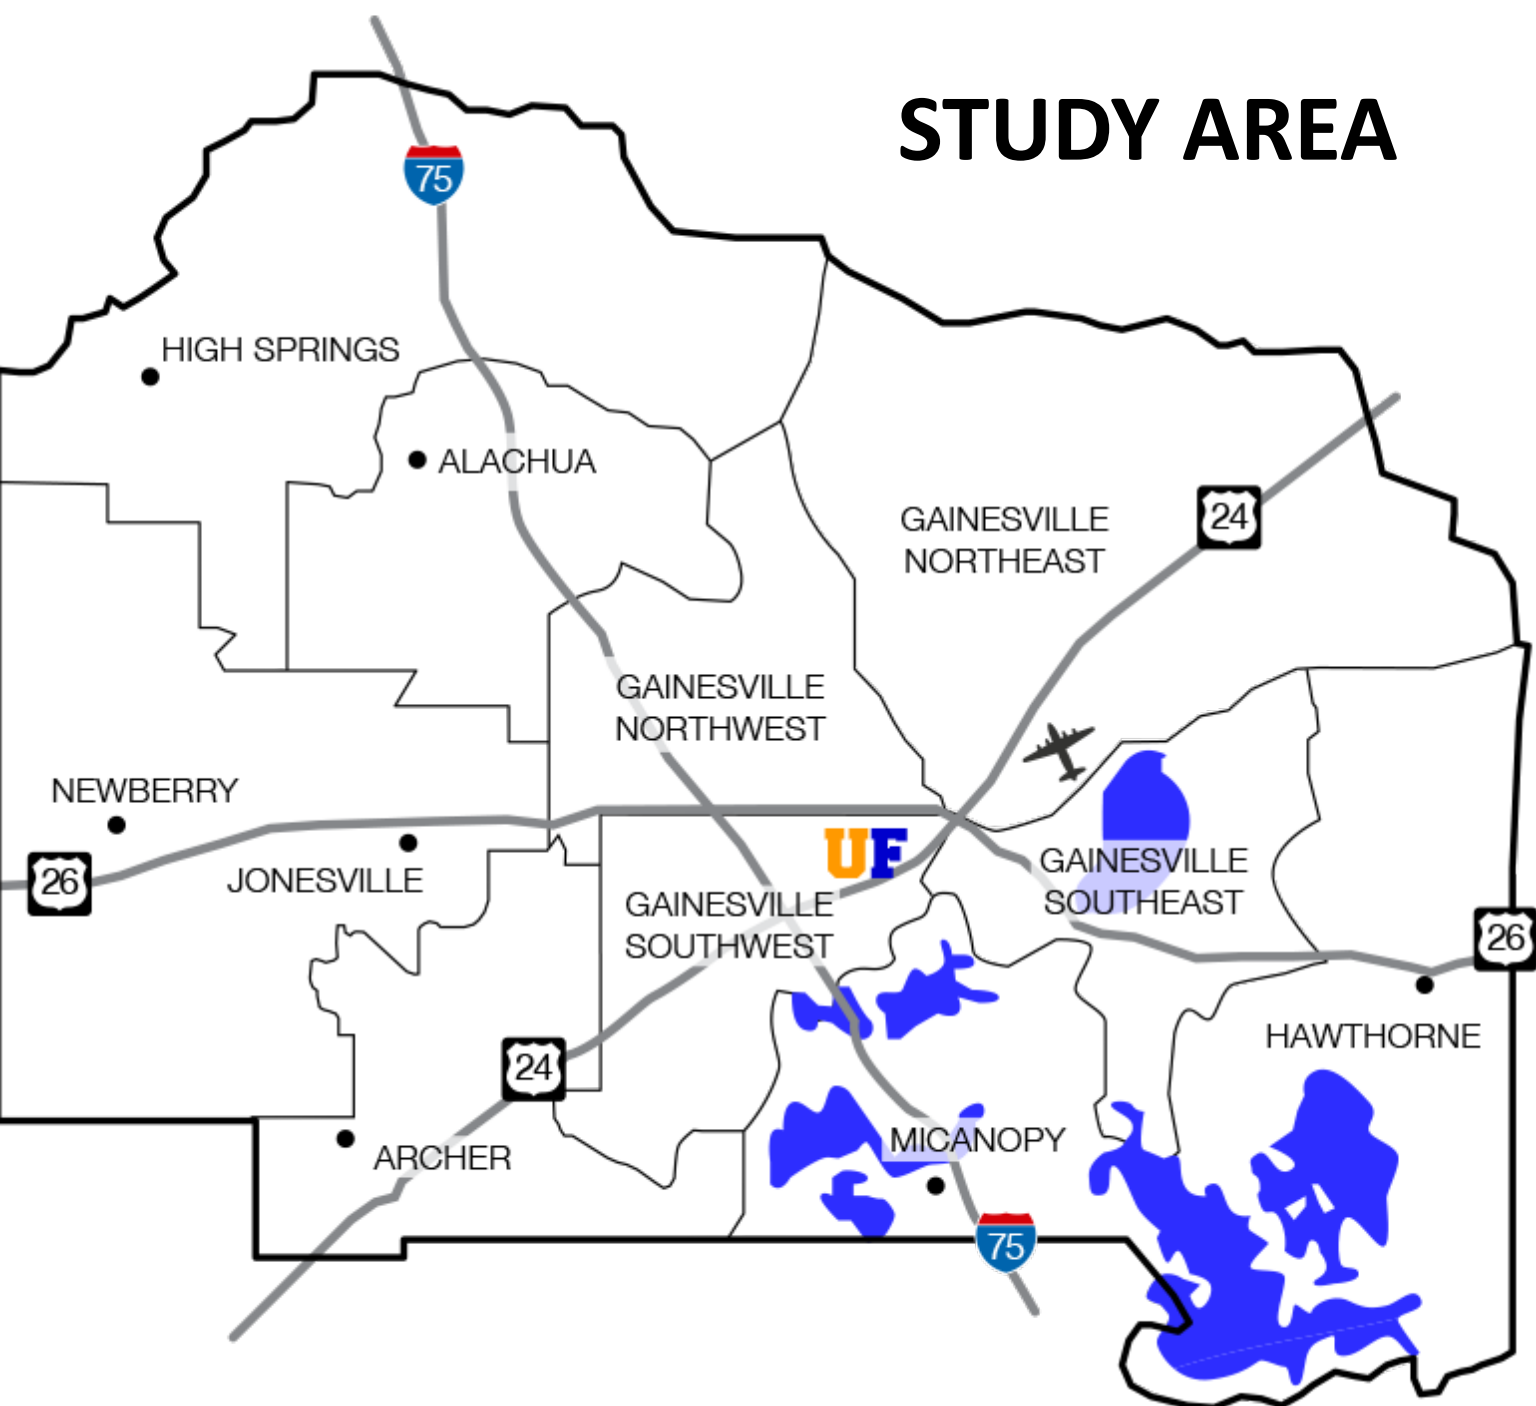 STUDY AREA
75
HIGH SPRINGS
ALACHUA
GAINESVILLE
NORTHEAST
24
GAINESVILLE
NORTHWEST
NEWBERRY
JONESVILLE
26
UF
GAINESVILLE
SOUTHEAST
GAINESVILLE
SOUTHWEST
26
HAWTHORNE
24
MICANOPY
ARCHER
75